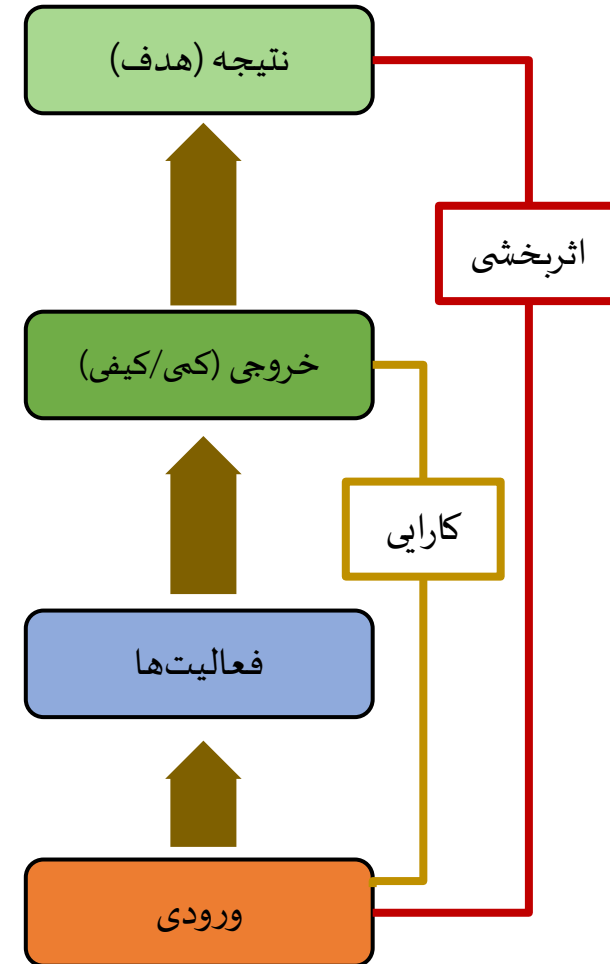 نتیجه (هدف)
اثربخشی
خروجی (کمی/کیفی)
کارایی
فعالیت‌ها
ورودی